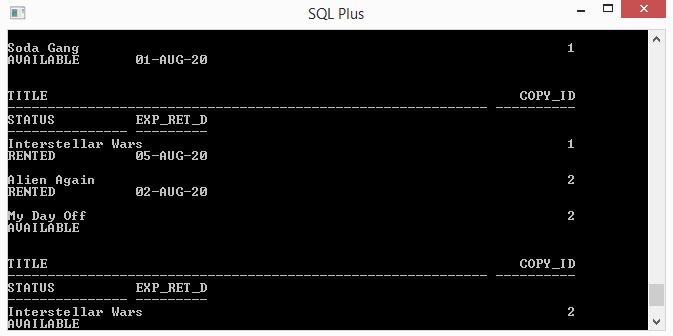 SQL Plus
Soda Gang 1
AVAILABLE 01-AUG-20
TITLE COPY_ID
STATUS EXP_RET_D
Interstellar Wars 1
RENTED 05-AUG-20
Alien Again 2
RENTED 02-AUG-20
My Day Off 2
AVAILABLE
TITLE COPY_ID
STATUS EXP_RET_D
Interstellar Wars 2
AVAILABLE